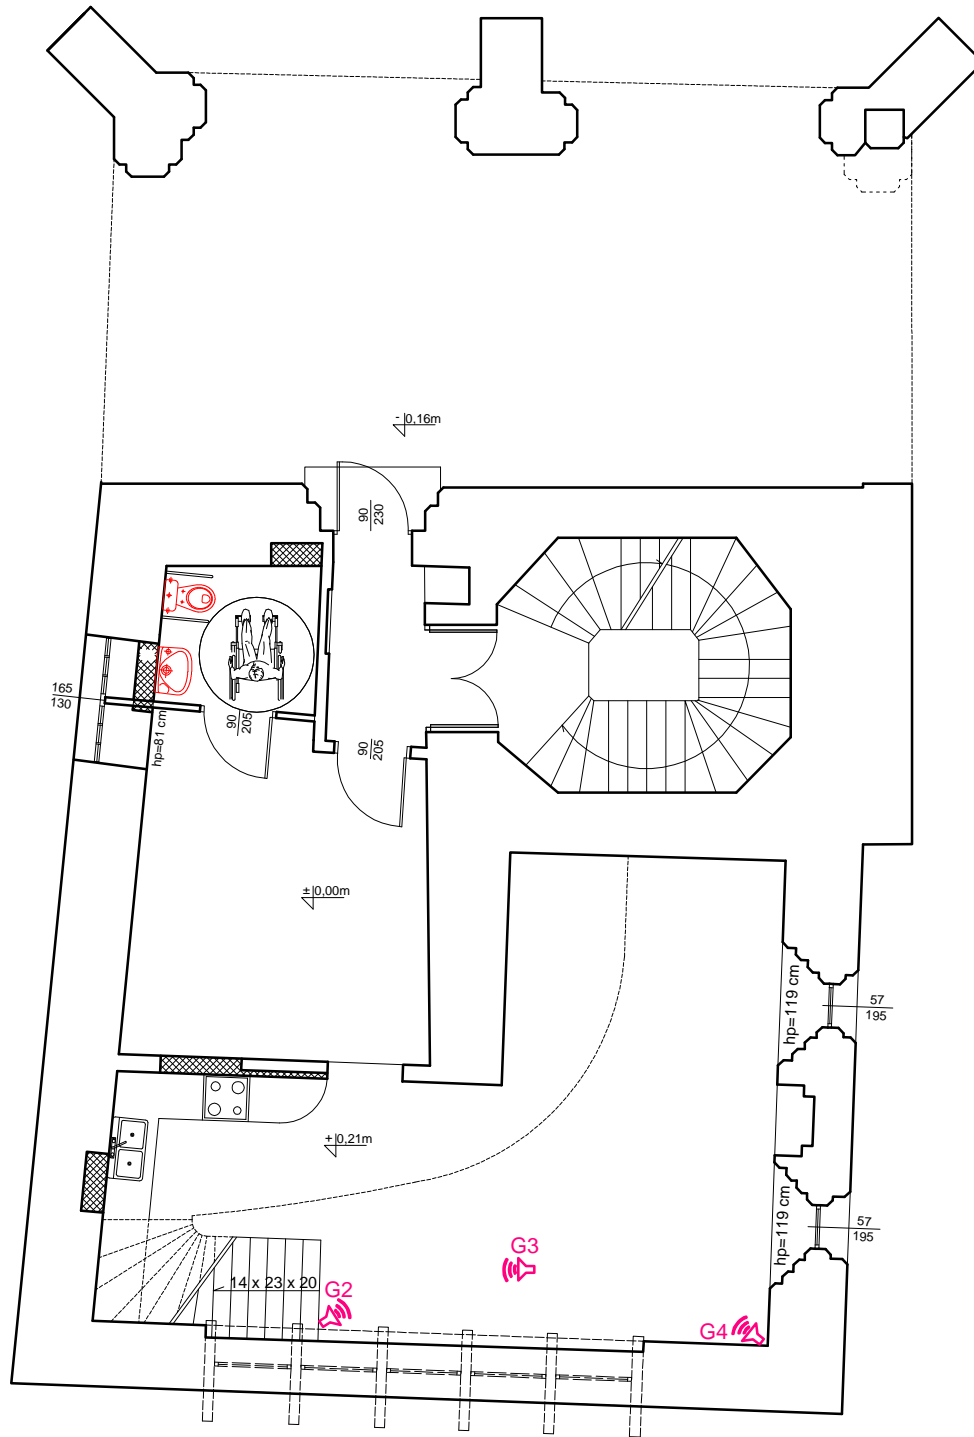 - 0,16m
90
230
165
130
hp=81 cm
90
205
90
205
± 0,00m
hp=119 cm
57
195
+ 0,21m
hp=119 cm
57
195
G3
14 x 23 x 20
G2
G4